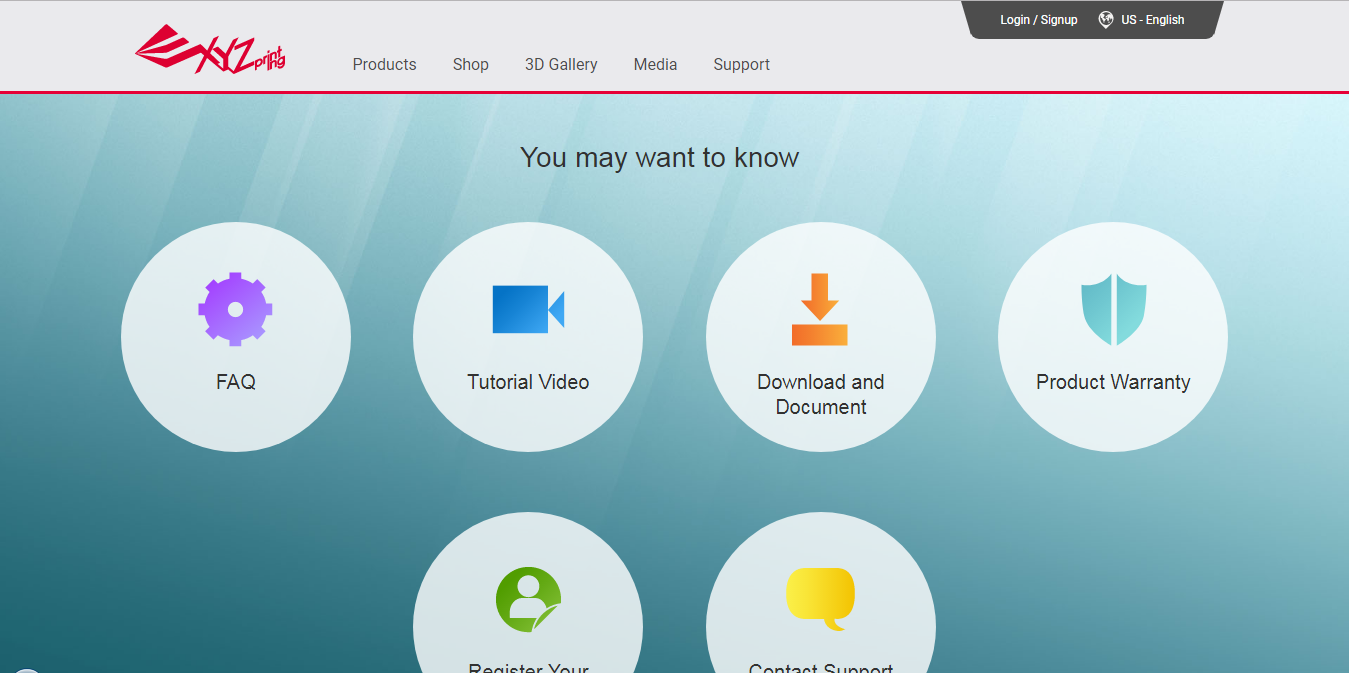 Login / Signup US - English
XYZprinting
Products Shop 3D Gallery Media Support
You may want to know
FAQ
Tutorial Video
Download and
Document
Product Warranty
Register Your
Contact Support